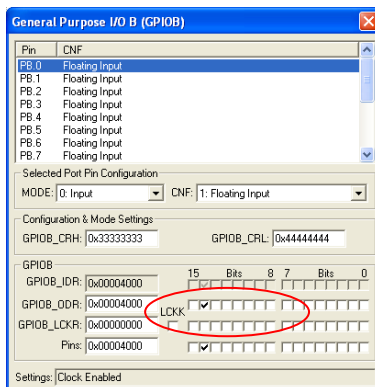 General Purpose I/O B (GPIOB)
Pin CNF
PB.0 Floating Input
PB.1 Floating Input
PB.2 Floating Input
PB.3 Floating Input
PB.4 Floating Input
PB.5 Floating Input
PB.6 Floating Input
PB.7 Floating Input
Selected Port Pin Configuration
MODE: 0: Input CNF: 1: Floating Input
Configuration & Mode Settings
GPIOB_CRH: 0x33333333 GPIOB_CRL: 0x44444444
GPIOB
15 Bits 8 7 Bits 0
GPIOB_IDR: 0x00004000
GPIOB_ODR: 0x00004000
LCKK
GPIOB_LCKR: 0x00000000
Pins: 0x00004000
Settings: Clock Enabled